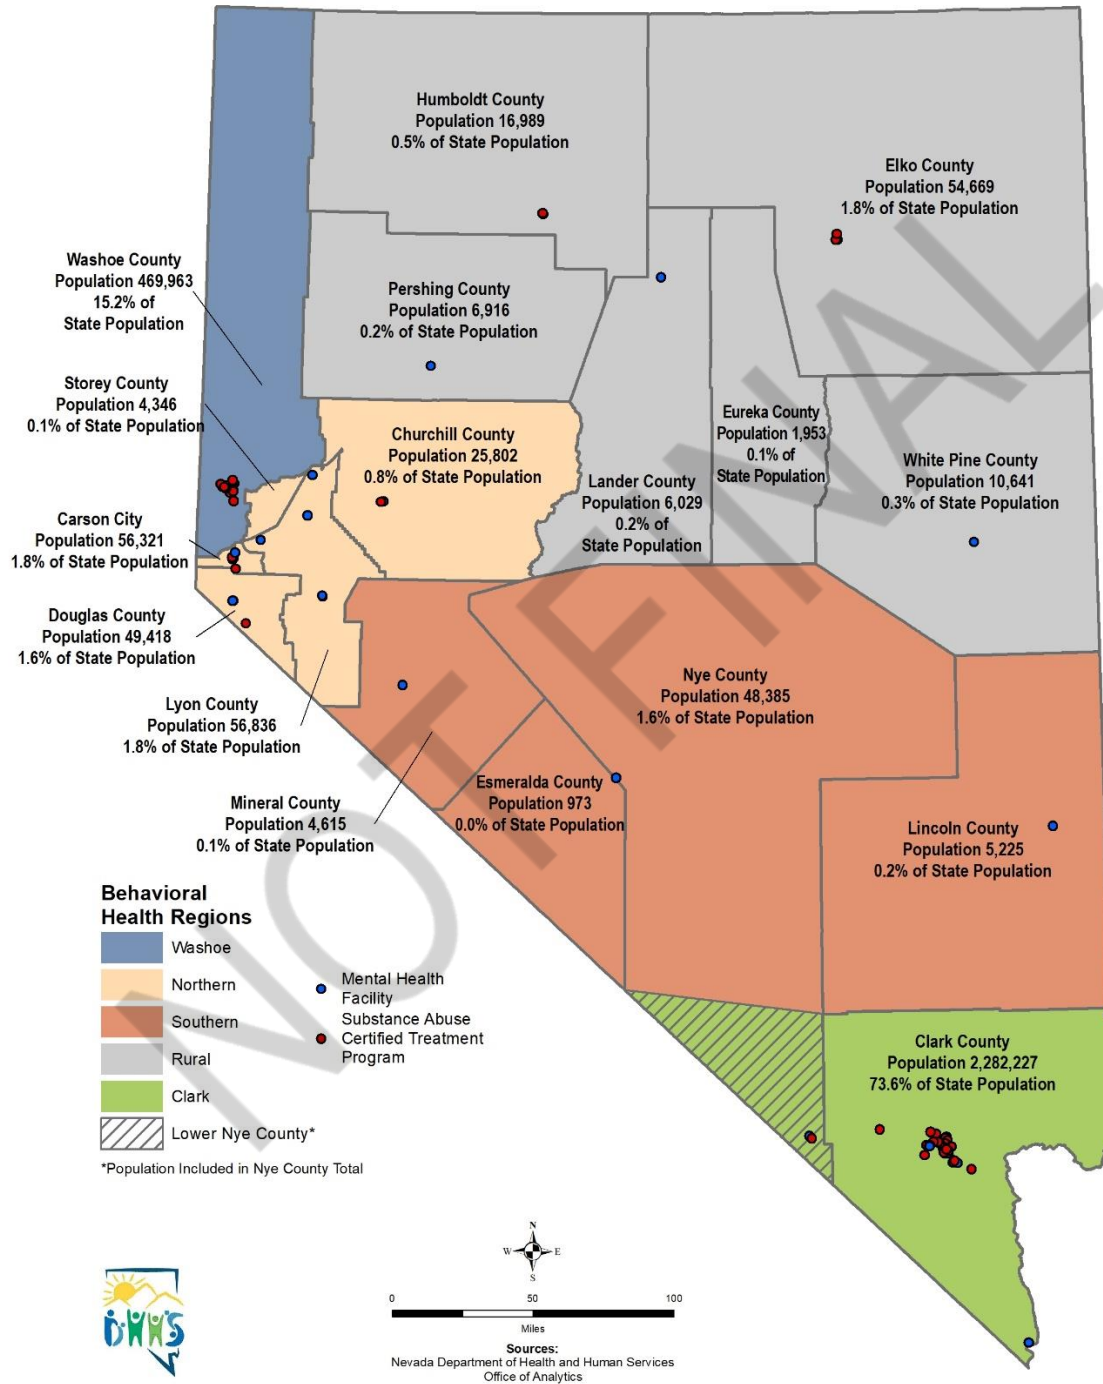 Humboldt County
Population 16,989
0.5% of State Population
Elko County
Population 54,669
1.8% of State Population
Washoe County
Population 469,963
15.2% of
State Population
Pershing County
Population 6,916
0.2% of State Population
Storey County
Population 4,346
0.1% of State Population
Churchill County
Population 25,802
0.8% of State Population
Eureka County
Population 1,953
0.1% of
State Population
White Pine County
Population 10,641
0.3% of State Population
Lander County
Population 6,029
0.2% of
State Population
Carson City
Population 56,321
1.8% of State Population
Douglas County
Population 49,418
1.6% of State Population
Nye County
Population 48,385
1.6% of State Population
Lyon County
Population 56,836
1.8% of State Population
Esmeralda County
Population 973
0.0% of State Population
Mineral County
Population 4,615
0.1% of State Population
Lincoln County
Population 5,225
0.2% of State Population
NOT FINAL
Behavioral
Health Regions
Washoe
Northern
Southern
Rural
Clark
Lower Nye County*
*Population Included in Nye County Total
Mental Health
Facility
Substance Abuse
Certified Treatment
Program
Clark County
Population 2,282,227
73.6% of State Population
N
W
E
S
0
50
100
Miles
Sources:
Nevada Department of Health and Human Services
Office of Analytics
DHHS